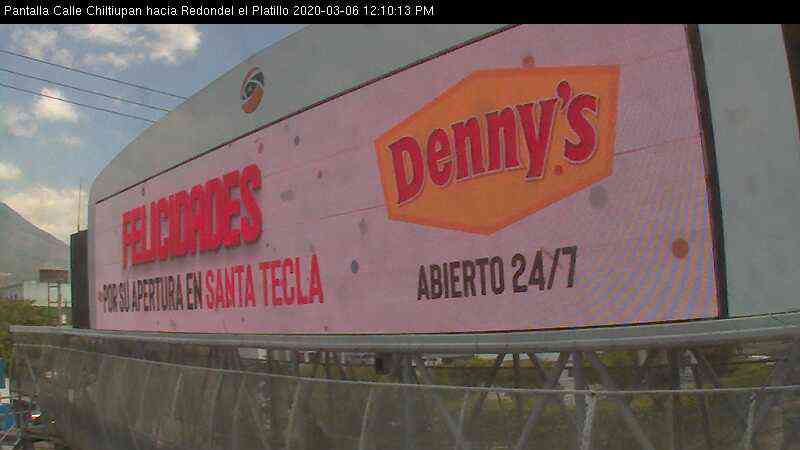 Pantalla Calle Chiltiupan hacia Redondel el Platillo 2020-03-06 12:10:13 PM
FELICIDADES
POR SU APERTURA EN SANTA TECLA
Denny's
ABIERTO 24/7